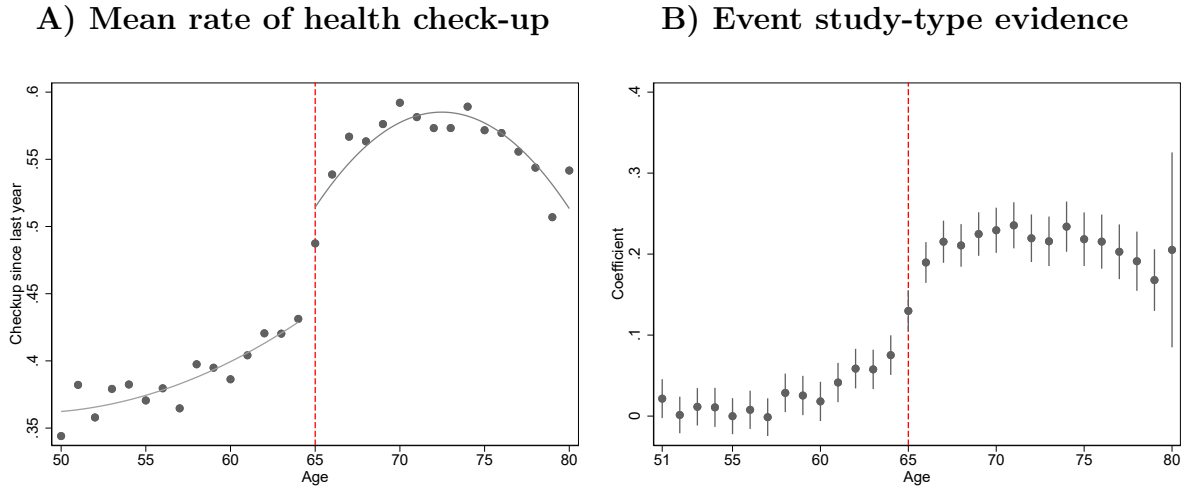 A) Mean rate of health check-up
Checkup since last year
.6
.55
.5
.45
.4
.35
50 55 60 65 70 75 80
Age
B) Event study-type evidence
Coefficient
.4
.3
.2
.1
0
51 55 60 65 70 75 80
Age